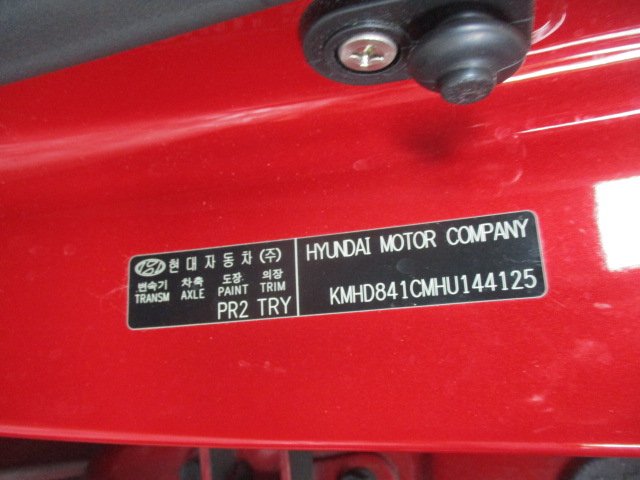 현대자동차(주)
변속기 차축 도장 의장
TRANSM AXLE PAINT TRIM
PR2 TRY
HYUNDAI MOTOR COMPANY
KMHD841CMHU144125